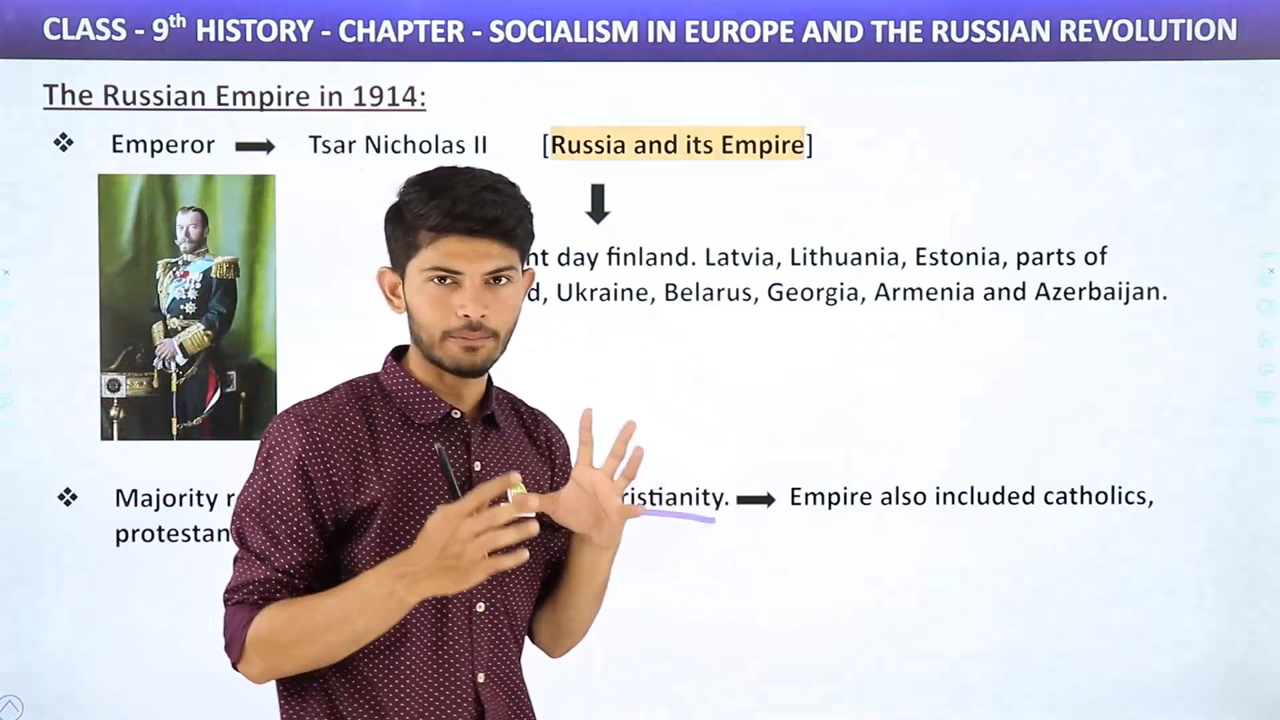 CLASS - 9th HISTORY - CHAPTER - SOCIALISM IN EUROPE AND THE RUSSIAN REVOLUTION
The Russian Empire in 1914:
❖ Emperor ➡ Tsar Nicholas II [Russia and its Empire]
day finland. Latvia, Lithuania, Estonia, parts of
Ukraine, Belarus, Georgia, Armenia and Azerbaijan.
❖ Majority ristianity. ➡ Empire also included catholics,
protestan